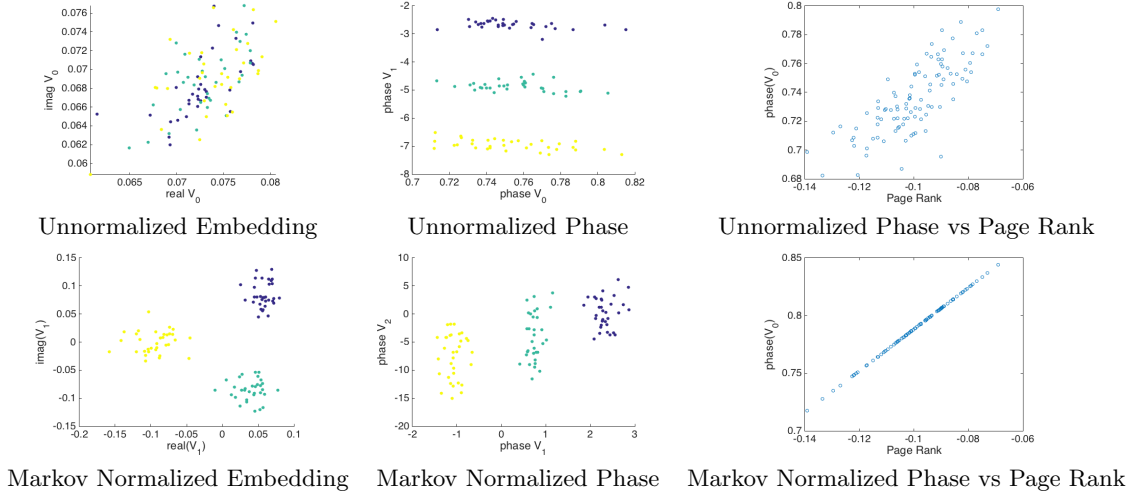 0.076
0.074
0.072
0.07
0.068
0.066
0.064
0.062
0.06
imag V0
0.065 0.07 0.075 0.08
real V0
Unnormalized Embedding
-1
-2
-3
-4
-5
-6
-7
-8
phase V1
0.7 0.72 0.74 0.76 0.78 0.8 0.82
phase V0
Unnormalized Phase
0.8
0.78
0.76
0.74
0.72
0.7
0.68
phase(V0)
-0.14 -0.12 -0.1 -0.08 -0.06
Page Rank
Unnormalized Phase vs Page Rank
0.15
0.1
0.05
0
-0.05
-0.1
-0.15
imag(V1)
-0.2 -0.1 0 0.1
real(V1)
Markov Normalized Embedding
10
5
0
-5
-10
-15
-20
phase V2
-2 -1 0 1 2 3
phase V1
Markov Normalized Phase
0.85
0.8
0.75
0.7
phase(V0)
-0.14 -0.12 -0.1 -0.08 -0.06
Page Rank
Markov Normalized Phase vs Page Rank